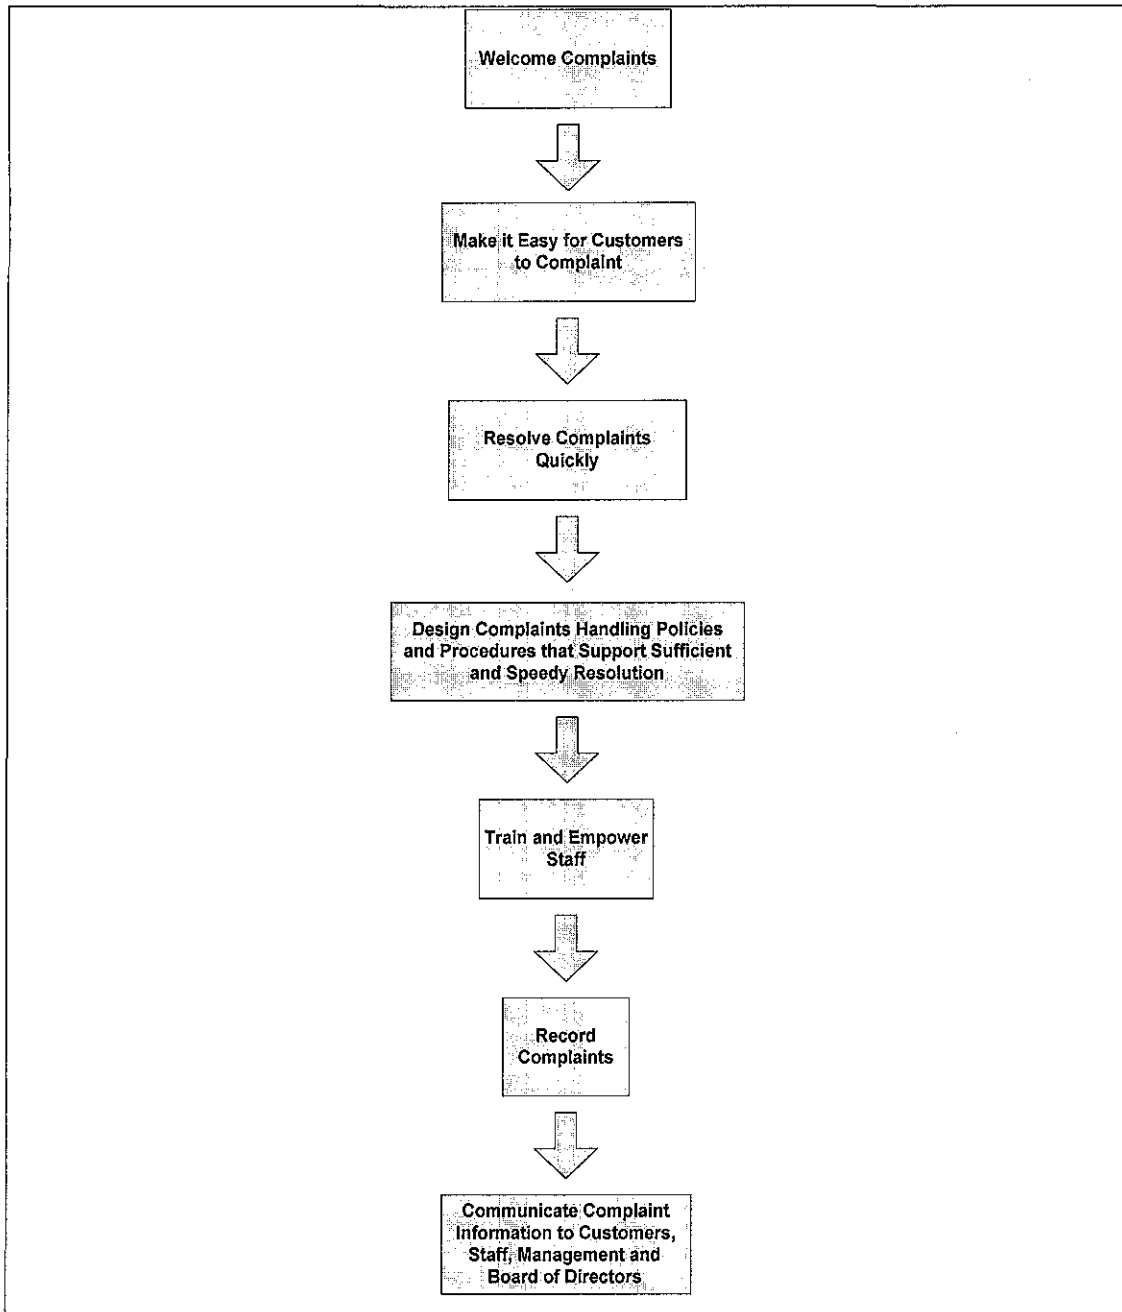 Welcome Complaints
Make it Easy for Customers
to Complaint
Resolve Complaints
Quickly
Design Complaints Handling Policies
and Procedures that Support Sufficient
and Speedy Resolution
Train and Empower
Staff
Record
Complaints
Communicate Complaint
Information to Customers,
Staff, Management and
Board of Directors